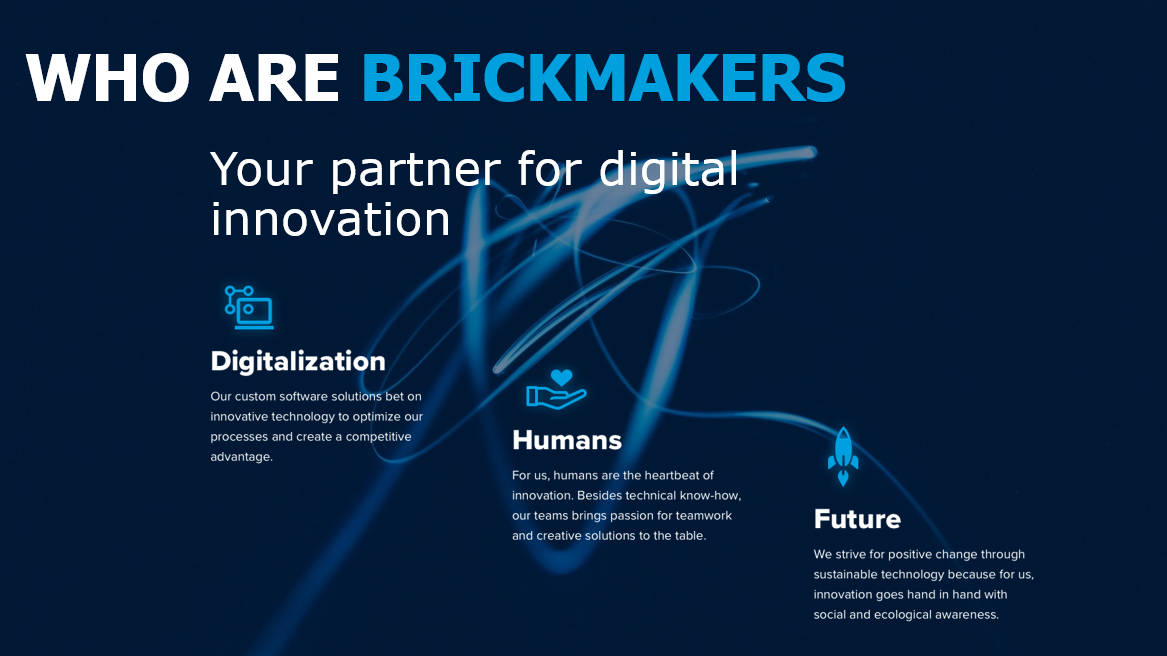 WHO ARE BRICKMAKERS
Your partner for digital
innovation
Digitalization
Our custom software solutions bet on
innovative technology to optimize our
processes and create a competitive
advantage.
Humans
For us, humans are the heartbeat of
innovation. Besides technical know-how,
our teams brings passion for teamwork
and creative solutions to the table.
Future
We strive for positive change through
sustainable technology because for us,
innovation goes hand in hand with
social and ecological awareness.